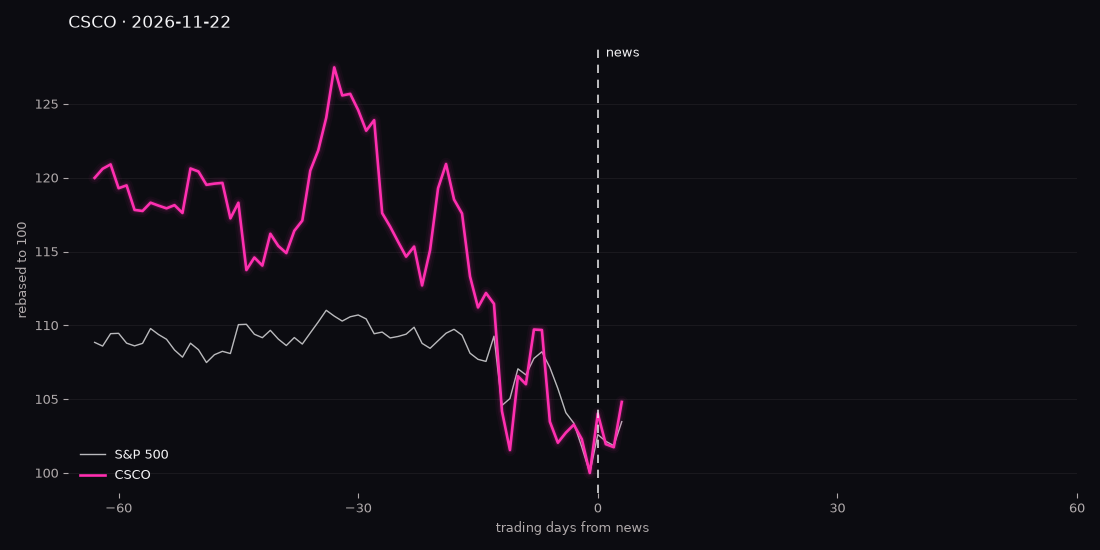 CSCO · 2026-11-22
news
125
120
115
110
105
100
rebased to 100
S&P 500
CSCO
−60
−30
0
30
60
trading days from news